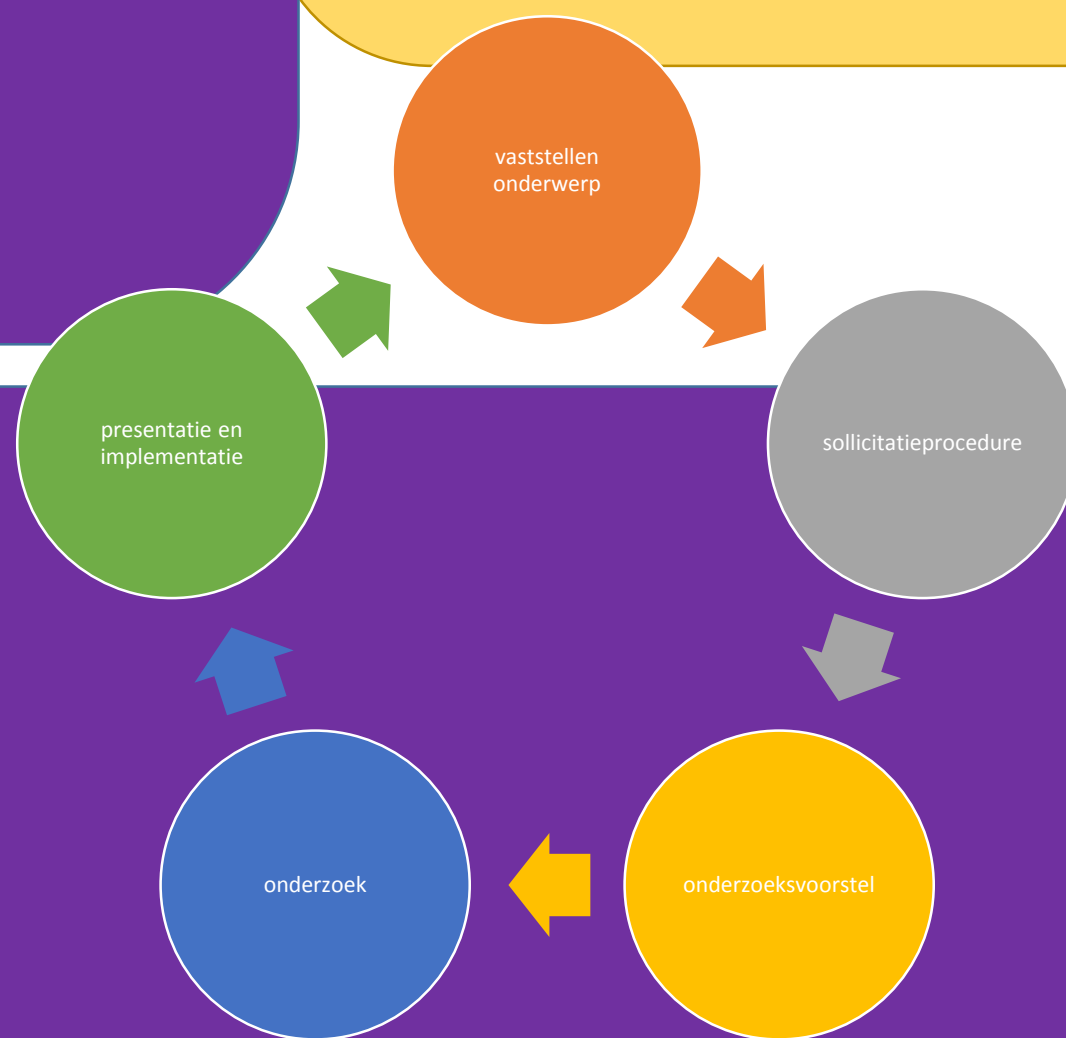 vaststellen
onderwerp
sollicitatieprocedure
onderzoeksvoorstel
onderzoek
presentatie en
implementatie